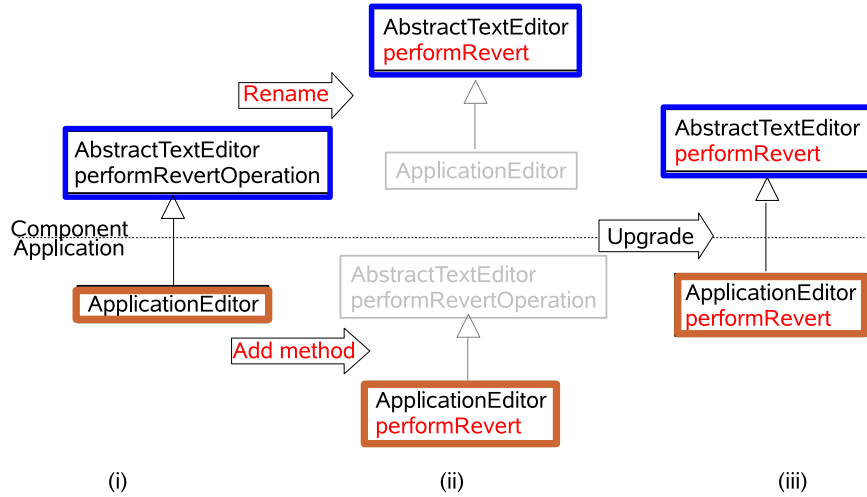 AbstractTextEditor
performRevert
Rename
AbstractTextEditor
performRevertOperation
ApplicationEditor
AbstractTextEditor
performRevert
Component
Application
Upgrade
ApplicationEditor
AbstractTextEditor
performRevertOperation
ApplicationEditor
performRevert
Add method
ApplicationEditor
performRevert
(i)
(ii)
(iii)